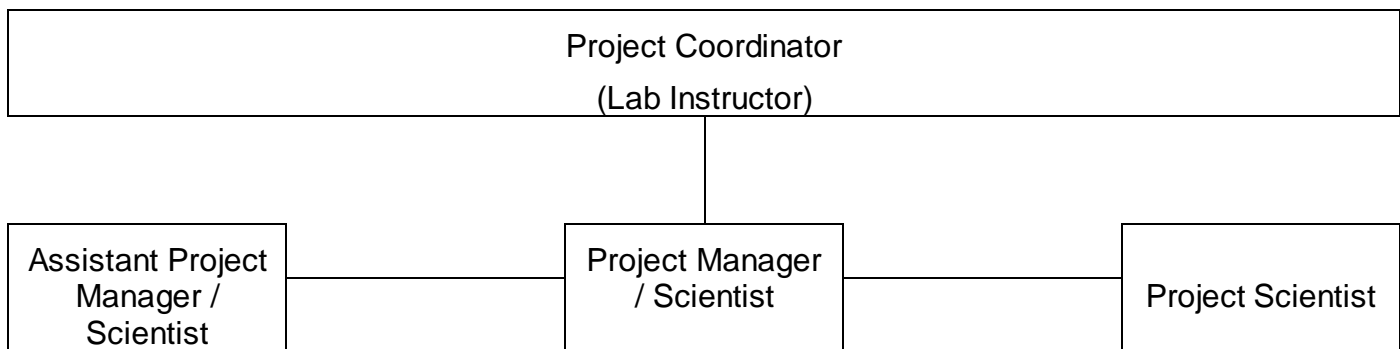 Project Coordinator
(Lab Instructor)
Assistant Project
Manager /
Scientist
Project Manager
/ Scientist
Project Scientist